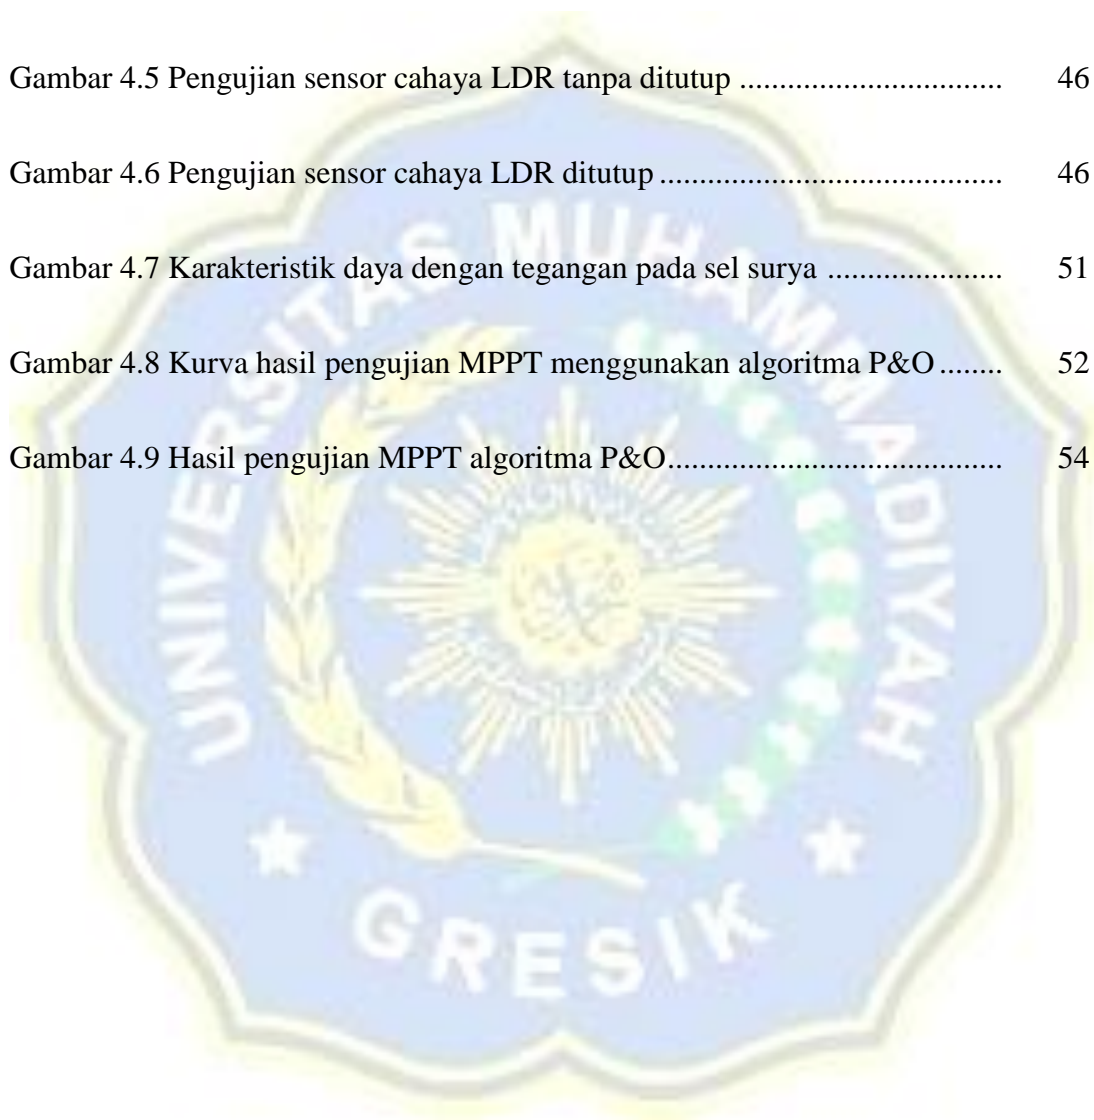 Gambar 4.5 Pengujian sensor cahaya LDR tanpa ditutup ................................ 46
Gambar 4.6 Pengujian sensor cahaya LDR ditutup .......................................... 46
Gambar 4.7 Karakteristik daya dengan tegangan pada sel surya ..................... 51
Gambar 4.8 Kurva hasil pengujian MPPT menggunakan algoritma P&O ........ 52
Gambar 4.9 Hasil pengujian MPPT algoritma P&O......................................... 54
UNIVERSITAS MUHAMMADIYAH
GRESIK